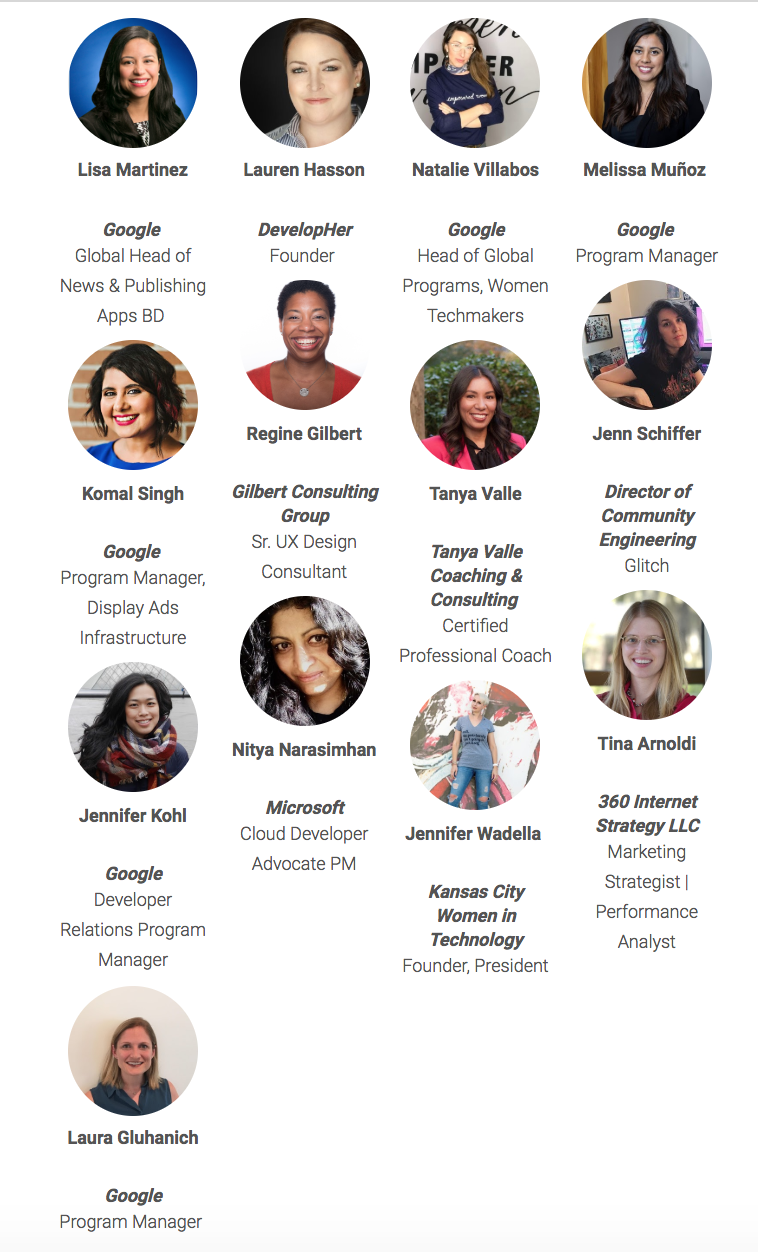 Lisa Martinez
Google
Global Head of
News & Publishing
Apps BD
Lauren Hasson
DevelopHer
Founder
Natalie Villabos
Google
Head of Global
Programs, Women
Techmakers
Melissa Muñoz
Google
Program Manager
Komal Singh
Google
Program Manager,
Display Ads
Infrastructure
Regine Gilbert
Gilbert Consulting
Group
Sr. UX Design
Consultant
Tanya Valle
Tanya Valle
Coaching &
Consulting
Certified
Professional Coach
Jenn Schiffer
Director of
Community
Engineering
Glitch
Jennifer Kohl
Google
Developer
Relations Program
Manager
Nitya Narasimhan
Microsoft
Cloud Developer
Advocate PM
Jennifer Wadella
Kansas City
Women in
Technology
Founder, President
Tina Arnoldi
360 Internet
Strategy LLC
Marketing
Strategist |
Performance
Analyst
Laura Gluhanich
Google
Program Manager